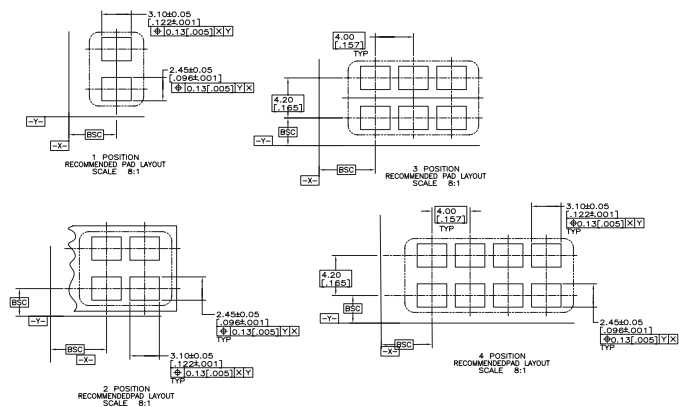 3.10±0.05
[.122±.001]
⌖ 0.13[.005] X Y
2.45±0.05
[.096±.001]
⌖ 0.13[.005] Y X
-Y-
BSC
-X-
1 POSITION
RECOMMENDED PAD LAYOUT
SCALE 8:1
4.00
[.157]
TYP
4.20
[.165]
BSC
-Y-
BSC
-X-
3 POSITION
RECOMMENDED PAD LAYOUT
SCALE 8:1
BSC
-Y-
BSC
-X-
2.45±0.05
[.096±.001]
⌖ 0.13[.005] Y X
TYP
3.10±0.05
[.122±.001]
⌖ 0.13[.005] X Y
TYP
2 POSITION
RECOMMENDEDPAD LAYOUT
SCALE 8:1
4.00
[.157]
TYP
3.10±0.05
[.122±.001]
⌖ 0.13[.005] X Y
TYP
4.20
[.165]
BSC
-Y-
BSC
-X-
2.45±0.05
[.096±.001]
⌖ 0.13[.005] Y X
TYP
4 POSITION
RECOMMENDEDPAD LAYOUT
SCALE 8:1